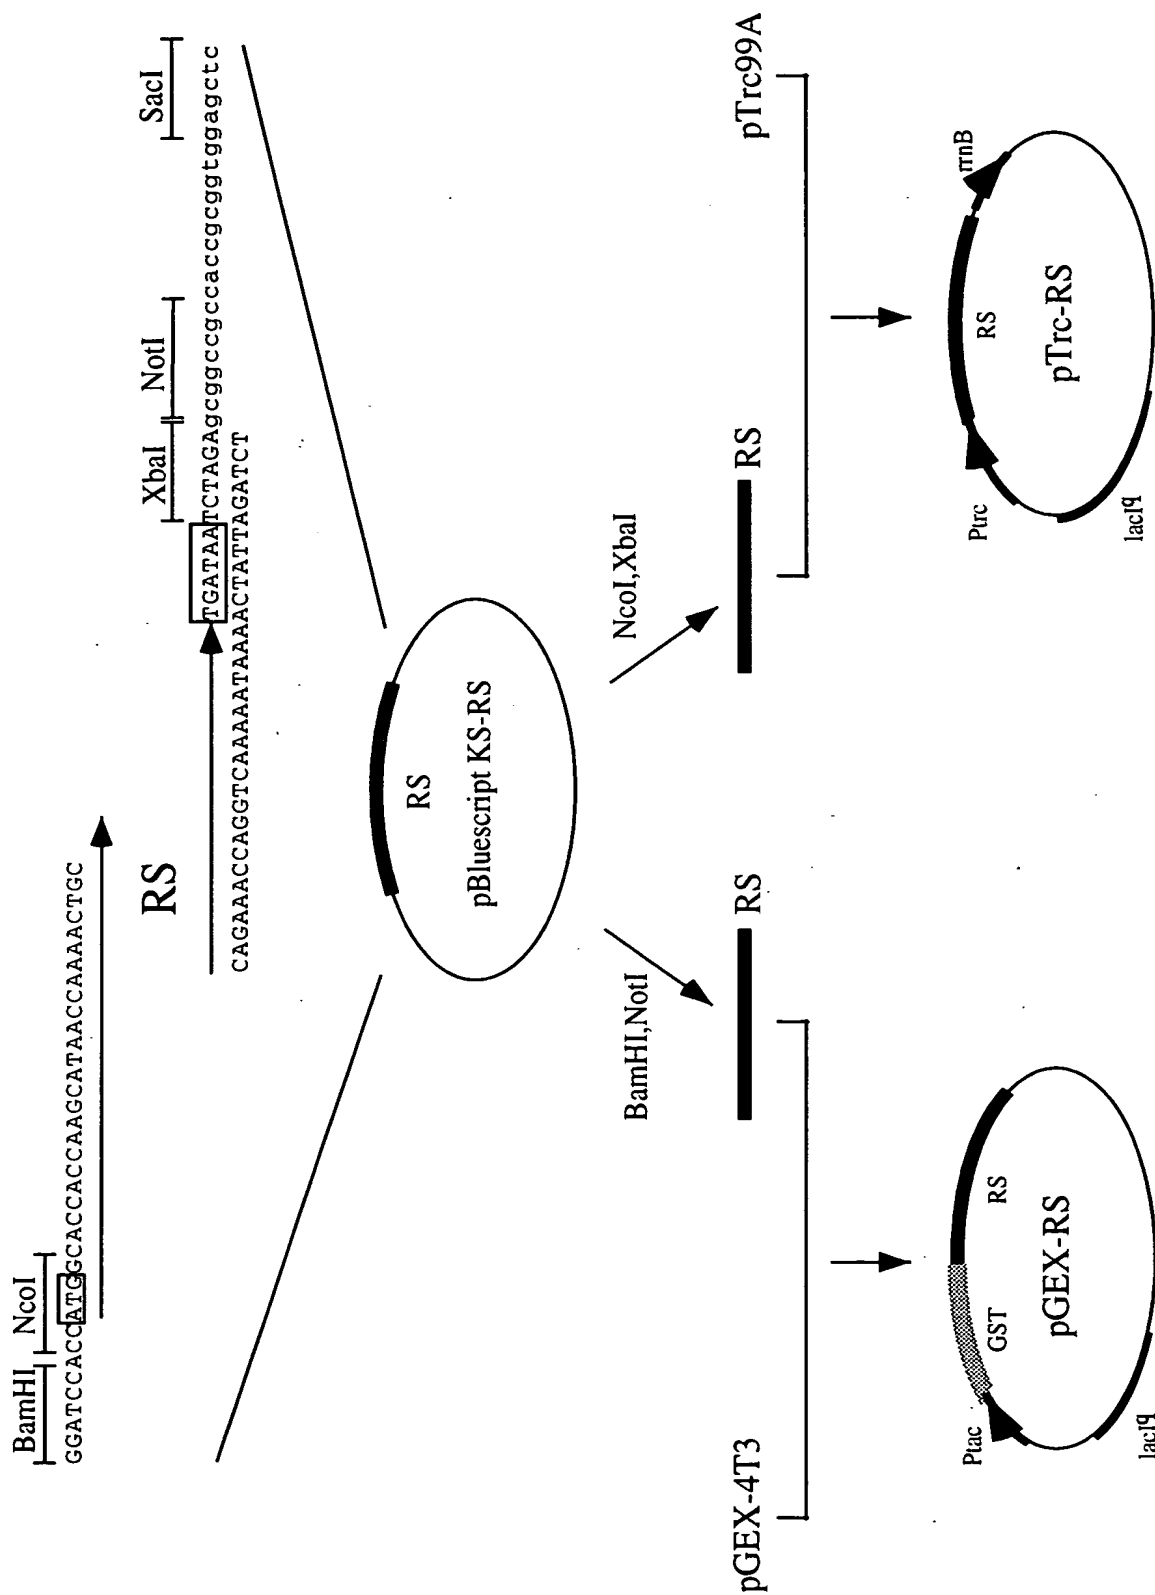 BamHI NcoI
GGATCCACCATGGCACCACCAAGCATAACCAAAACTGC
RS
XbaI NotI SacI
TGATAATCTAGAgcggccgccaccgcggtggagctc
CAGAAACCAGGTCAAAAATAAAACTATTAGATCT
RS
pBluescript KS-RS
BamHI,NotI
NcoI,XbaI
pGEX-4T3
RS
RS
pTrc99A
Ptac
GST
RS
pGEX-RS
lacIq
Ptrc
RS
rrnB
pTrc-RS
lacIq